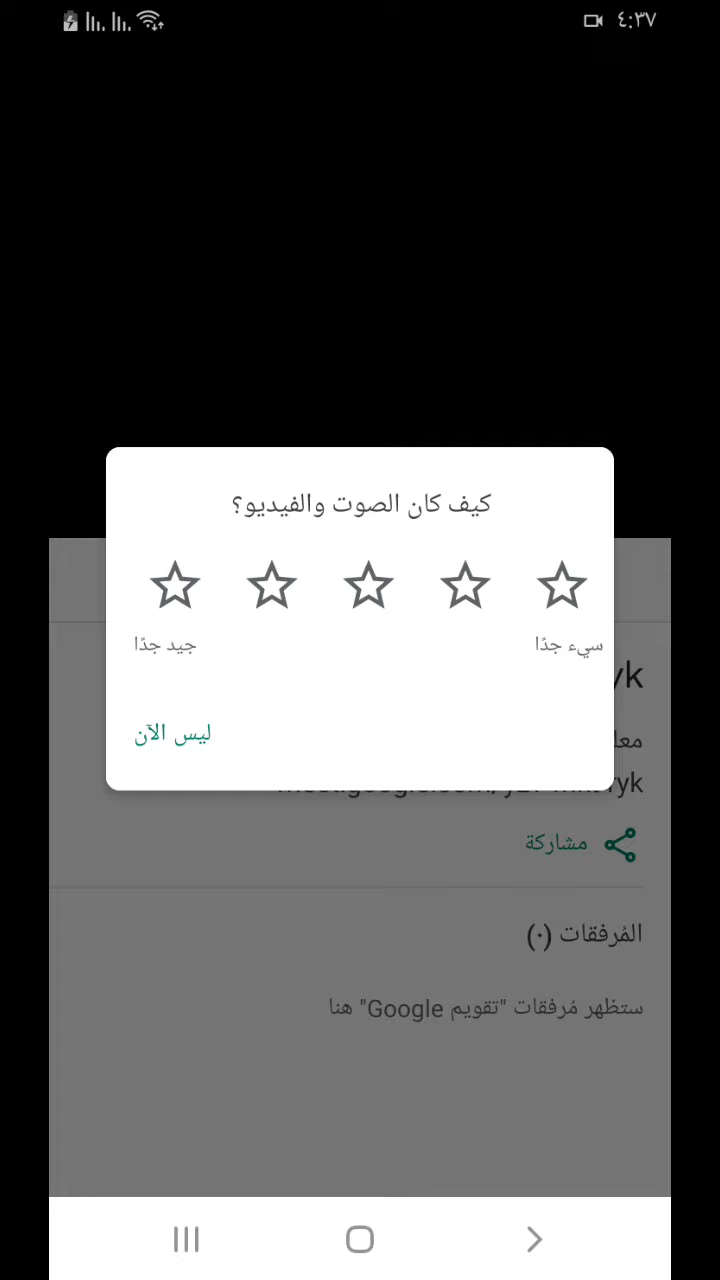 ٤:٣٧
كيف كان الصوت والفيديو؟
سيء جدًا
جيد جدًا
ليس الآن
yk
مشاركة
المُرفقات (٠)
ستظهر مُرفقات "تقويم Google" هنا